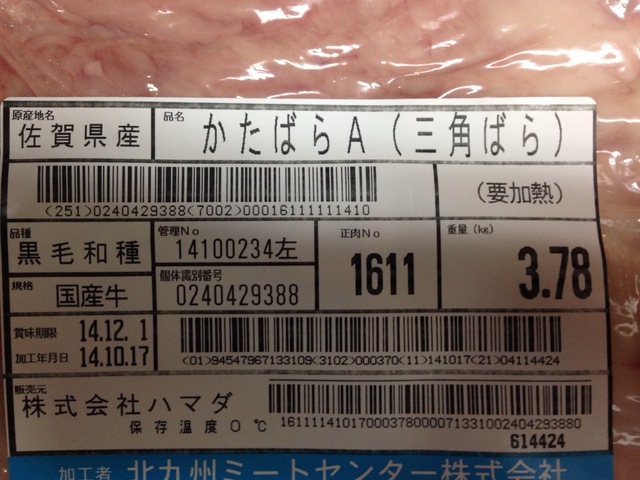 原産地名
佐賀県産
品名
かたばらA（三角ばら）
(251)0240429388(7002)00016111111410
（要加熱）
品種
黒毛和種
管理No
14100234左
正肉No
1611
重量(kg)
3.78
規格
国産牛
個体識別番号
0240429388
賞味期限 14.12. 1
加工年月日 14.10.17
(01)94547967133109(3102)000370(11)141017(21)04114424
販売元
株式会社ハマダ
保存温度0℃
16111141017000378000071331002404293880
614424
加工者 北九州ミートセンター株式会社